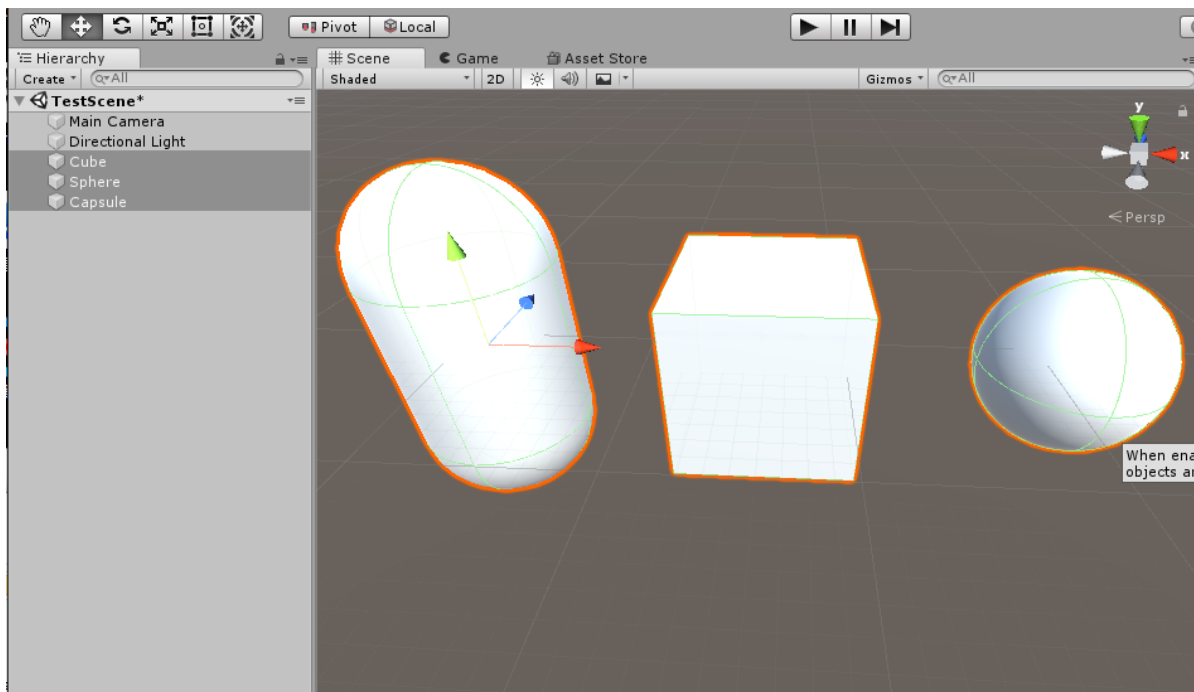 Pivot Local
Hierarchy
Create All
TestScene*
Main Camera
Directional Light
Cube
Sphere
Capsule
Scene Game Asset Store
Shaded 2D Gizmos All
y
x
Persp
When ena
objects ar